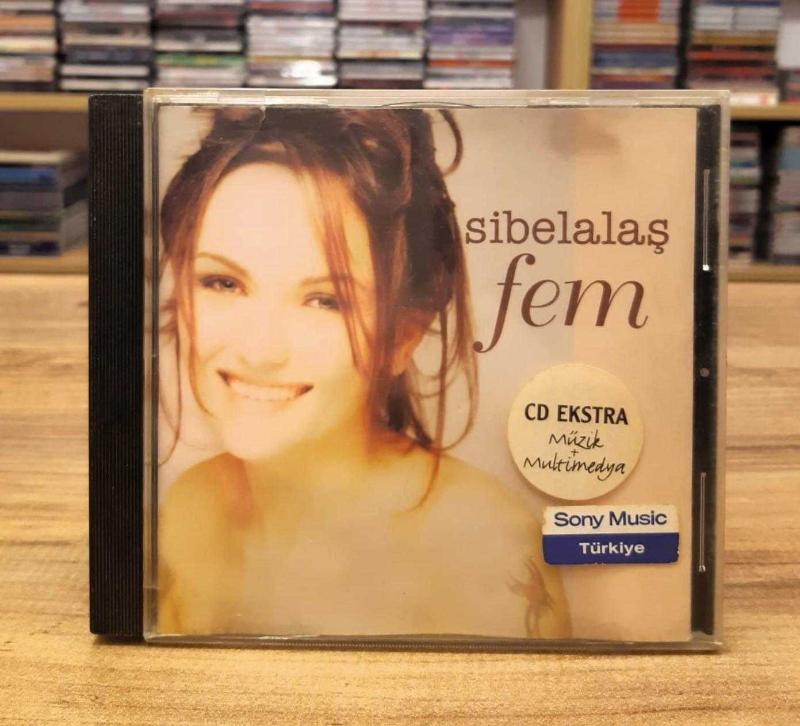 sibelalaş
fem
CD EKSTRA
Müzik
+
Multimedya
Sony Music
Türkiye